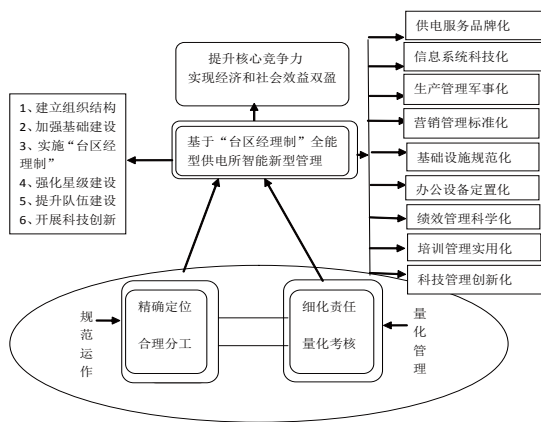 提升核心竞争力
实现经济和社会效益双盈
1、建立组织结构
2、加强基础建设
3、实施“台区经
理制”
4、强化星级建设
5、提升队伍建设
6、开展科技创新
基于“台区经理制”全能
型供电所智能新型管理
供电服务品牌化
信息系统科技化
生产管理军事化
营销管理标准化
基础设施规范化
办公设备定置化
绩效管理科学化
培训管理实用化
科技管理创新化
规范运作
精确定位
合理分工
细化责任
量化考核
量化管理